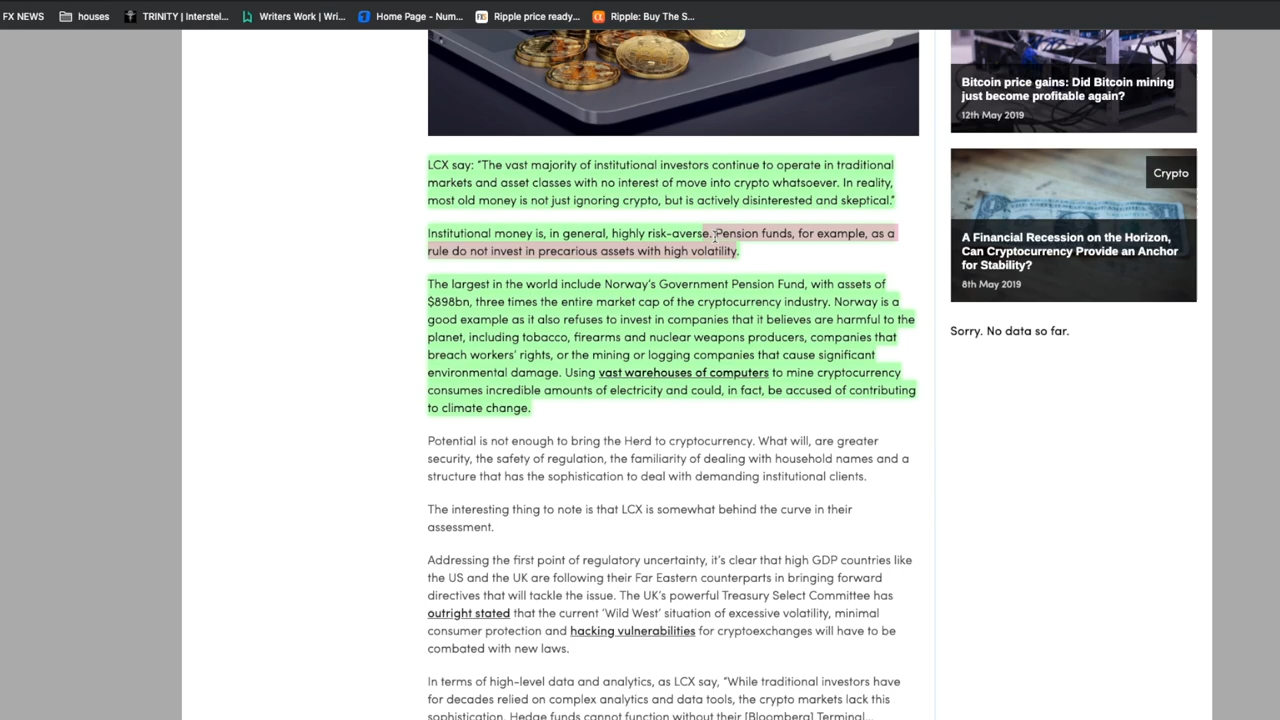 FX NEWS
houses
TRINITY | Interstel...
Writers Work | Wri...
Home Page - Num...
FXS
Ripple price ready...
Ripple: Buy The S...
LCX say: “The vast majority of institutional investors continue to operate in traditional
markets and asset classes with no interest of move into crypto whatsoever. In reality,
most old money is not just ignoring crypto, but is actively disinterested and skeptical.”
Institutional money is, in general, highly risk-averse. Pension funds, for example, as a
rule do not invest in precarious assets with high volatility.
The largest in the world include Norway’s Government Pension Fund, with assets of
$898bn, three times the entire market cap of the cryptocurrency industry. Norway is a
good example as it also refuses to invest in companies that it believes are harmful to the
planet, including tobacco, firearms and nuclear weapons producers, companies that
breach workers’ rights, or the mining or logging companies that cause significant
environmental damage. Using vast warehouses of computers to mine cryptocurrency
consumes incredible amounts of electricity and could, in fact, be accused of contributing
to climate change.
Potential is not enough to bring the Herd to cryptocurrency. What will, are greater
security, the safety of regulation, the familiarity of dealing with household names and a
structure that has the sophistication to deal with demanding institutional clients.
The interesting thing to note is that LCX is somewhat behind the curve in their
assessment.
Addressing the first point of regulatory uncertainty, it’s clear that high GDP countries like
the US and the UK are following their Far Eastern counterparts in bringing forward
directives that will tackle the issue. The UK’s powerful Treasury Select Committee has
outright stated that the current ‘Wild West’ situation of excessive volatility, minimal
consumer protection and hacking vulnerabilities for cryptoexchanges will have to be
combated with new laws.
In terms of high-level data and analytics, as LCX say, “While traditional investors have
for decades relied on complex analytics and data tools, the crypto markets lack this
sophistication. Hedge funds cannot function without their [Bloomberg] Terminal...
Bitcoin price gains: Did Bitcoin mining
just become profitable again?
12th May 2019
Crypto
A Financial Recession on the Horizon,
Can Cryptocurrency Provide an Anchor
for Stability?
8th May 2019
Sorry. No data so far.